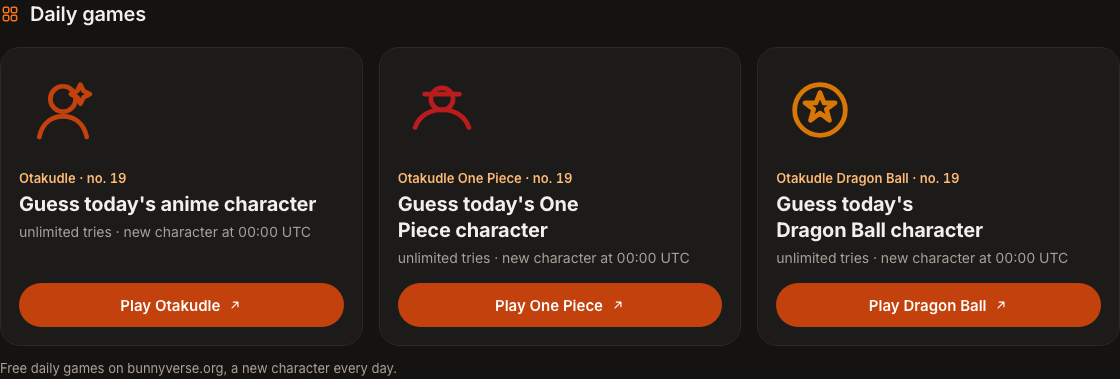 Daily games
Otakudle · no. 19
Guess today's anime character
unlimited tries · new character at 00:00 UTC
Play Otakudle ↗
Otakudle One Piece · no. 19
Guess today's One
Piece character
unlimited tries · new character at 00:00 UTC
Play One Piece ↗
Otakudle Dragon Ball · no. 19
Guess today's
Dragon Ball character
unlimited tries · new character at 00:00 UTC
Play Dragon Ball ↗
Free daily games on bunnyverse.org, a new character every day.